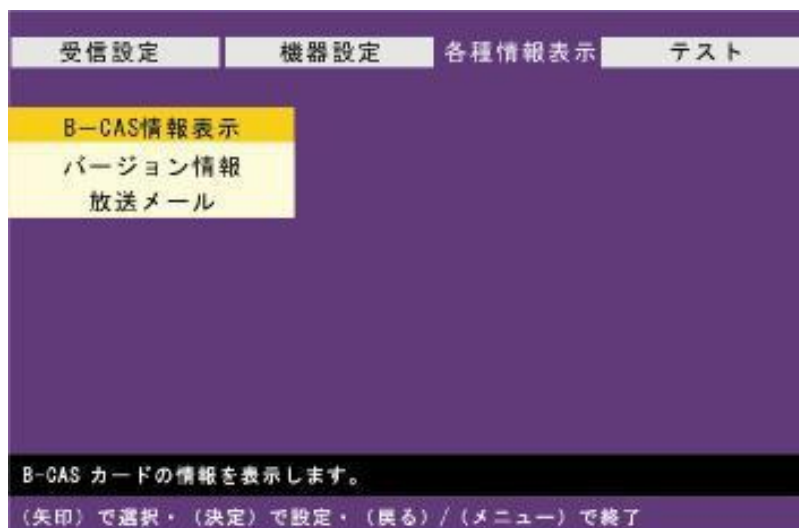 受信設定 機器設定 各種情報表示 テスト
B-CAS情報表示
バージョン情報
放送メール
B-CAS カードの情報を表示します。
(矢印)で選択・(決定)で設定・(戻る)/(メニュー)で終了